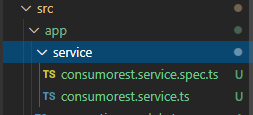 src
app
service
TS consumorest.service.spec.ts U
TS consumorest.service.ts U